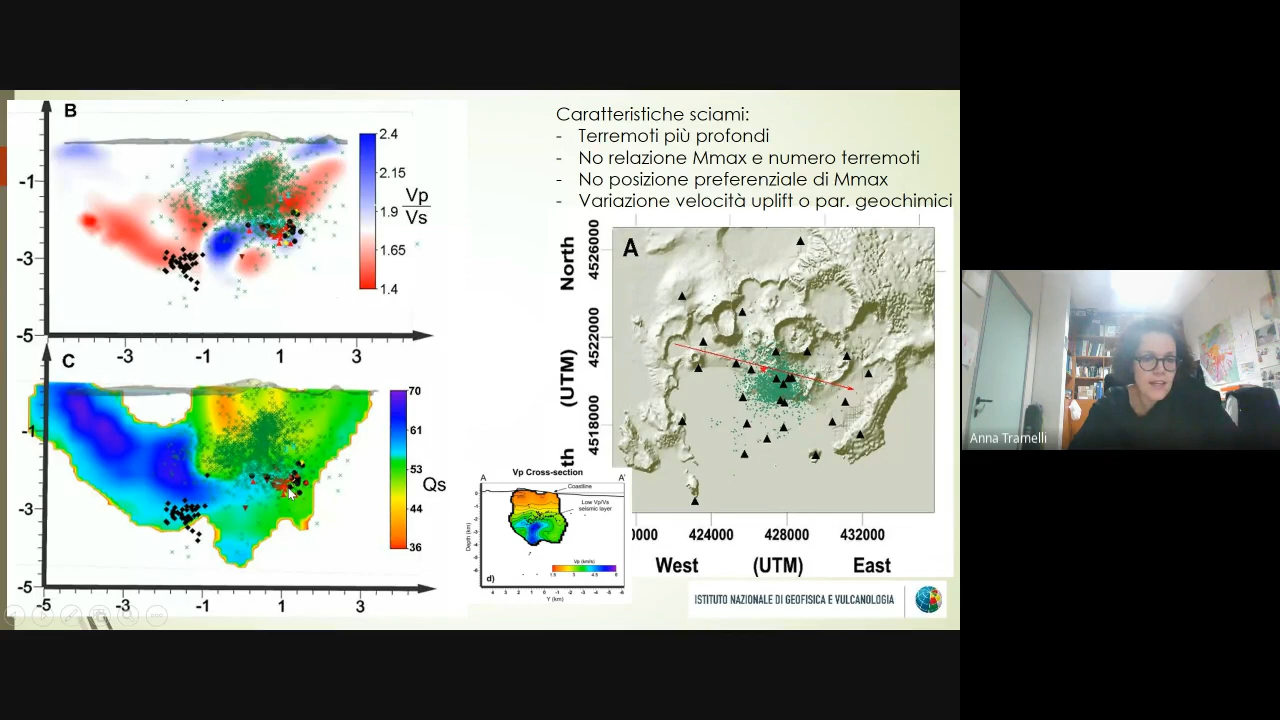 B
2.4
2.15
1.9
1.65
1.4
Vp
Vs
-1
-3
-5
-3
-1
1
3
C
70
61
53
44
36
Qs
-1
-3
-5
-5
-3
-1
1
3
Caratteristiche sciami:
- Terremoti più profondi
- No relazione Mmax e numero terremoti
- No posizione preferenziale di Mmax
- Variazione velocità uplift o par. geochimici
A
North
(UTM)
th
4526000
4522000
4518000
0000
424000
428000
432000
West
(UTM)
East
Vp Cross-section
A
A'
Coastline
Low Vp/Vs
seismic layer
Depth (km)
Vp (km/s)
d)
Y (km)
ISTITUTO NAZIONALE DI GEOFISICA E VULCANOLOGIA
Anna Tramelli